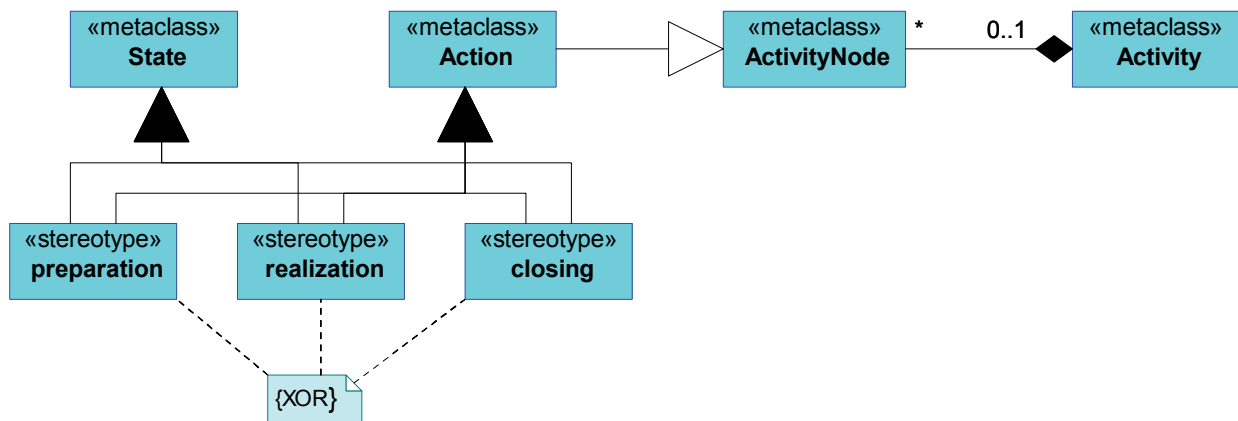 «metaclass»
State
«metaclass»
Action
«metaclass»
ActivityNode
*
0..1
«metaclass»
Activity
«stereotype»
preparation
«stereotype»
realization
«stereotype»
closing
{XOR}